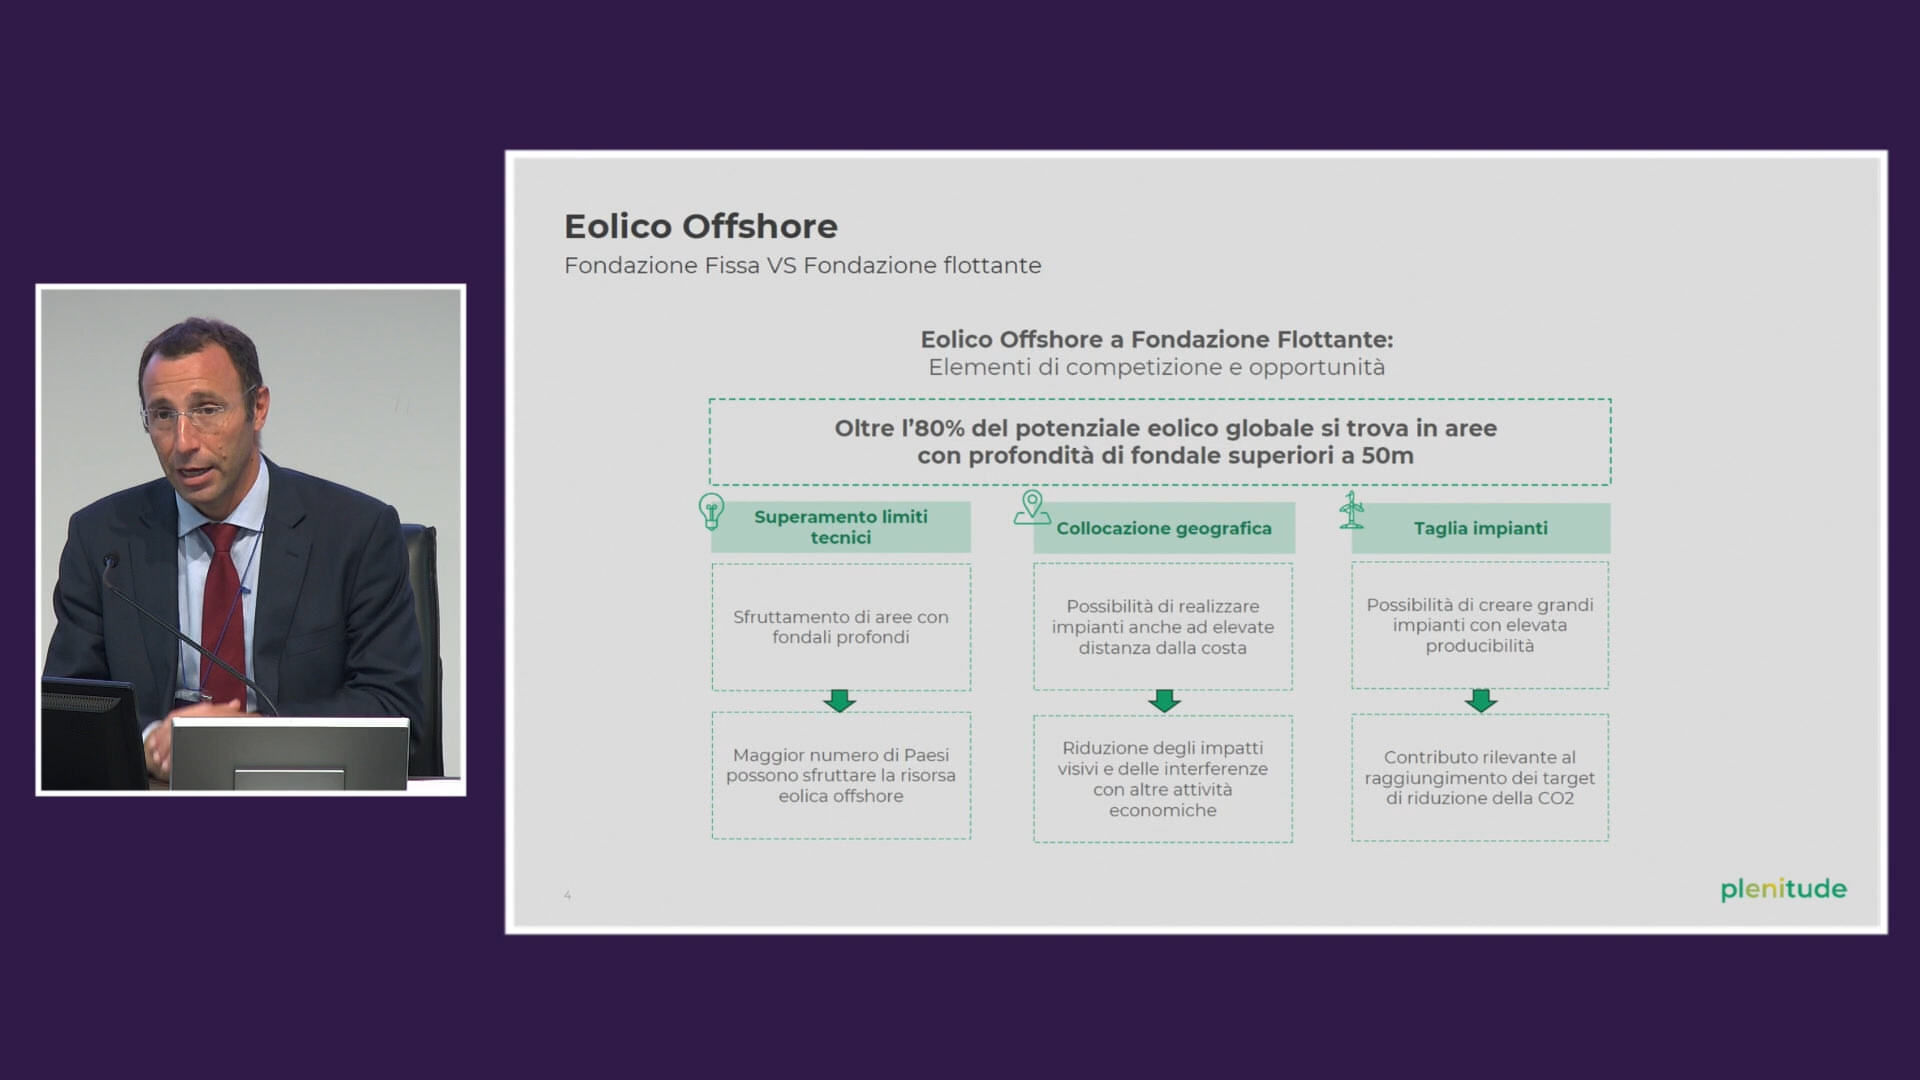 Eolico Offshore
Fondazione Fissa VS Fondazione flottante
Eolico Offshore a Fondazione Flottante:
Elementi di competizione e opportunità
Oltre l’80% del potenziale eolico globale si trova in aree
con profondità di fondale superiori a 50m
Superamento limiti
tecnici
Sfruttamento di aree con
fondali profondi
Maggior numero di Paesi
possono sfruttare la risorsa
eolica offshore
Collocazione geografica
Possibilità di realizzare
impianti anche ad elevate
distanza dalla costa
Riduzione degli impatti
visivi e delle interferenze
con altre attività
economiche
Taglia impianti
Possibilità di creare grandi
impianti con elevata
producibilità
Contributo rilevante al
raggiungimento dei target
di riduzione della CO2
4
plenitude